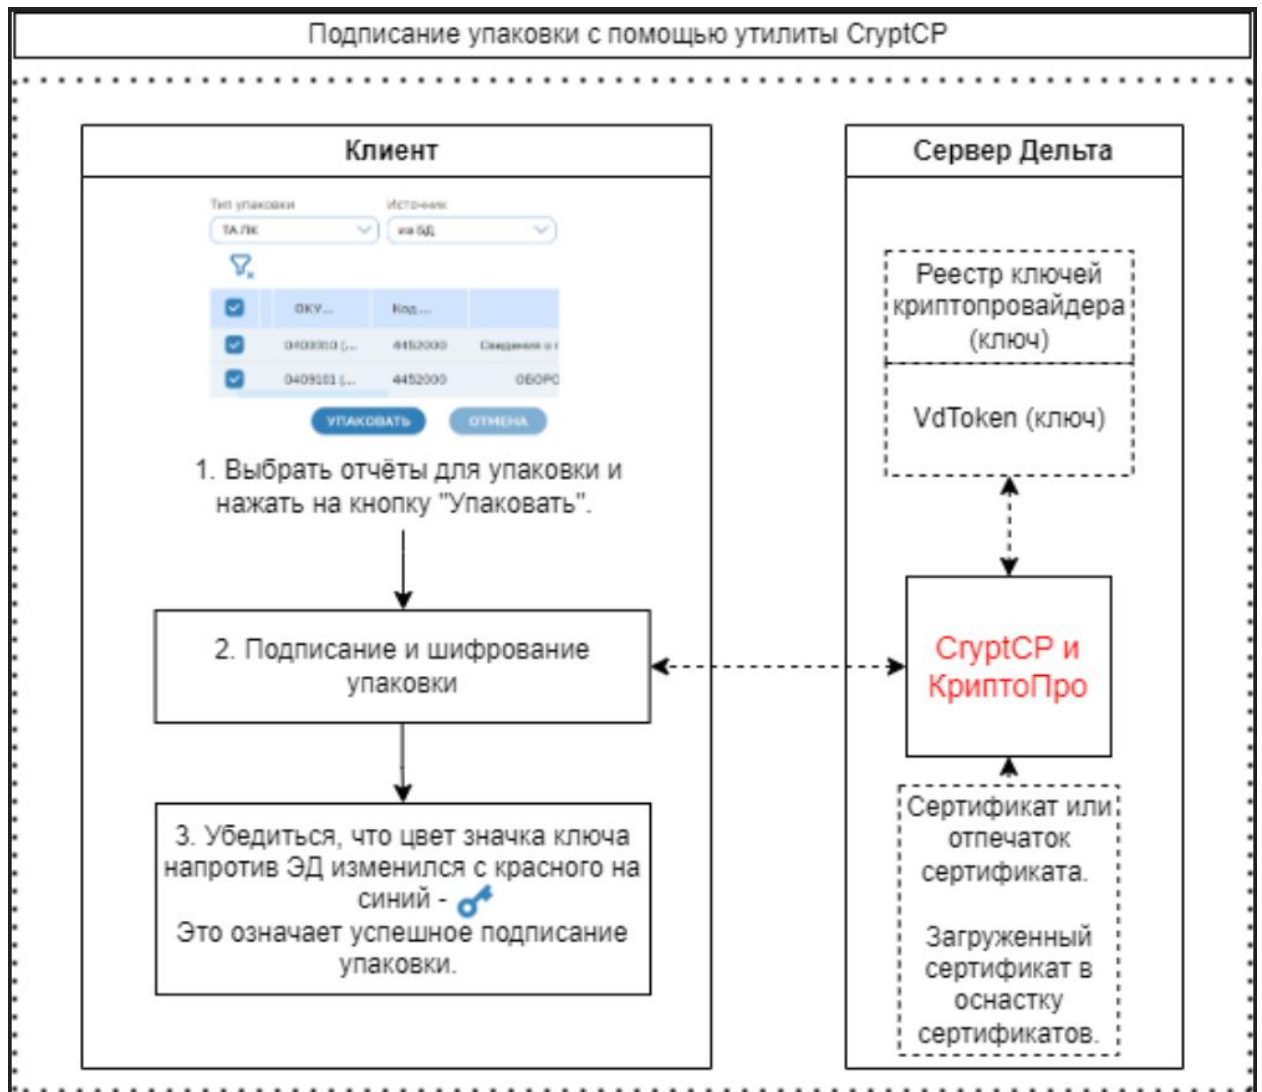 Подписание упаковки с помощью утилиты CryptCP
Клиент
Тип упаковки
Источник
ТА ПК
из БД
ОКУ...
Код ...
0409101 (...
4452000
ОБОРО
4452000
Сведения о
УПАКОВАТЬ
ОТМЕНА
1. Выбрать отчёты для упаковки и
нажать на кнопку "Упаковать".
2. Подписание и шифрование
упаковки
3. Убедиться, что цвет значка ключа
напротив ЭД изменился с красного на
синий -
Это означает успешное подписание
упаковки.
Сервер Дельта
Реестр ключей
криптопровайдера
(ключ)
VdToken (ключ)
CryptCP и
КриптоПро
Сертификат или
отпечаток
сертификата.
Загруженный
сертификат в
оснастку
сертификатов.